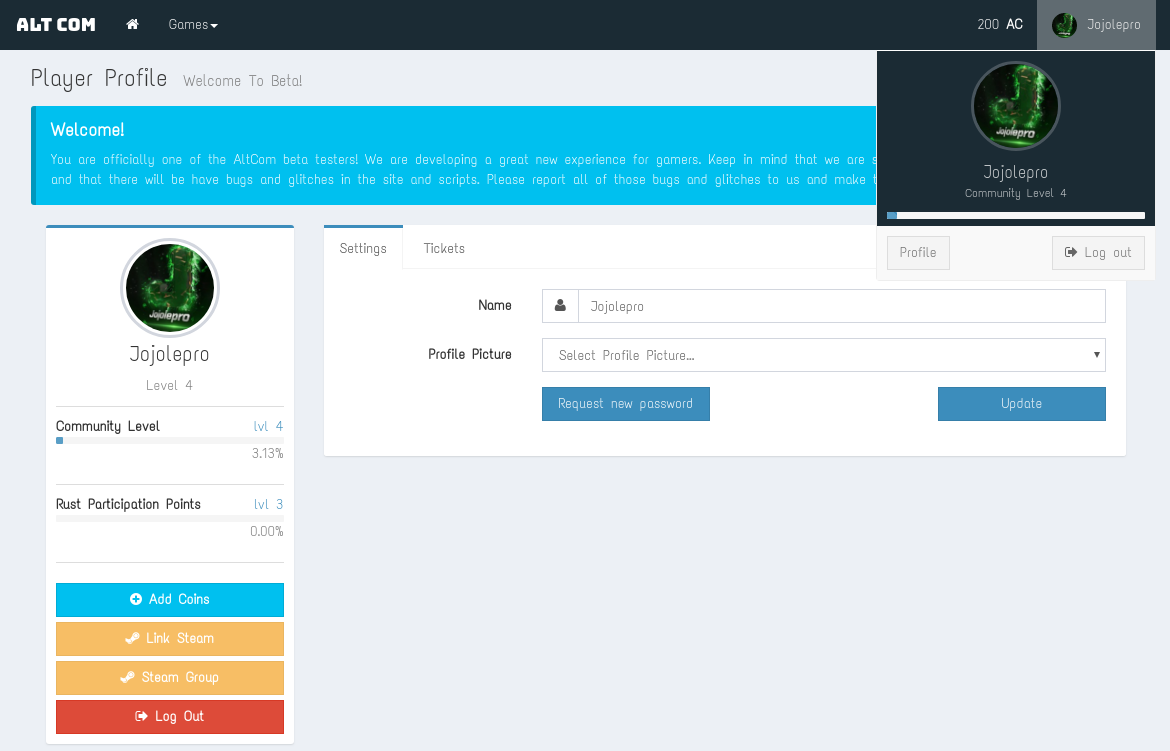 ALT COM
Games
200 AC
Jojolepro
Player Profile Welcome To Beta!
Welcome!
You are officially one of the AltCom beta testers! We are developing a great new experience for gamers. Keep in mind that we are
and that there will be have bugs and glitches in the site and scripts. Please report all of those bugs and glitches to us and make
Jojolepro
Jojolepro
Community Level 4
Profile
Log out
Jojolepro
Jojolepro
Level 4
Community Level lvl 4
3.13%
Rust Participation Points lvl 3
0.00%
Add Coins
Link Steam
Steam Group
Log Out
Settings
Tickets
Name
Jojolepro
Profile Picture
Select Profile Picture...
Request new password
Update